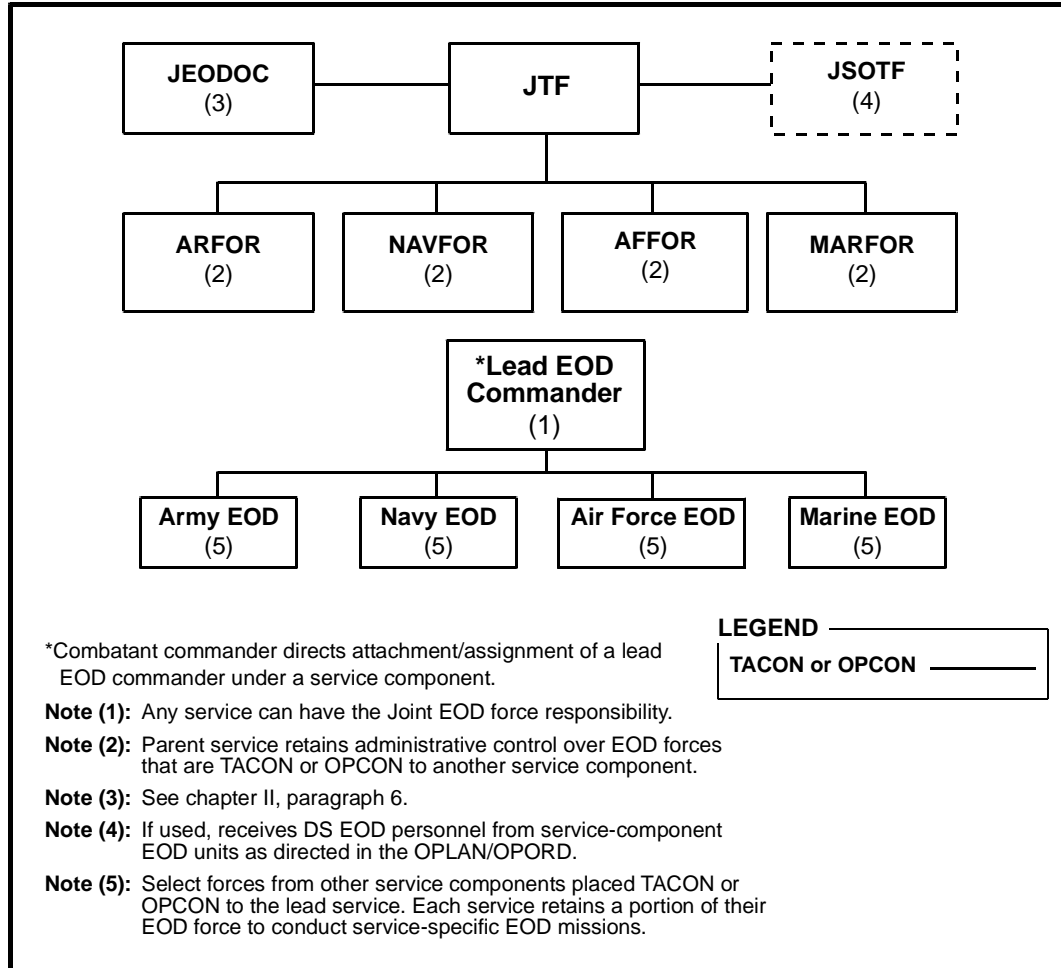 JEODOC
(3)
JTF
JSOTF
(4)
ARFOR
(2)
NAVFOR
(2)
AFFOR
(2)
MARFOR
(2)
*Lead EOD
Commander
(1)
Army EOD
(5)
Navy EOD
(5)
Air Force EOD
(5)
Marine EOD
(5)
*Combatant commander directs attachment/assignment of a lead
EOD commander under a service component.
LEGEND
TACON or OPCON
Note (1): Any service can have the Joint EOD force responsibility.
Note (2): Parent service retains administrative control over EOD forces
that are TACON or OPCON to another service component.
Note (3): See chapter II, paragraph 6.
Note (4): If used, receives DS EOD personnel from service-component
EOD units as directed in the OPLAN/OPORD.
Note (5): Select forces from other service components placed TACON or
OPCON to the lead service. Each service retains a portion of their
EOD force to conduct service-specific EOD missions.